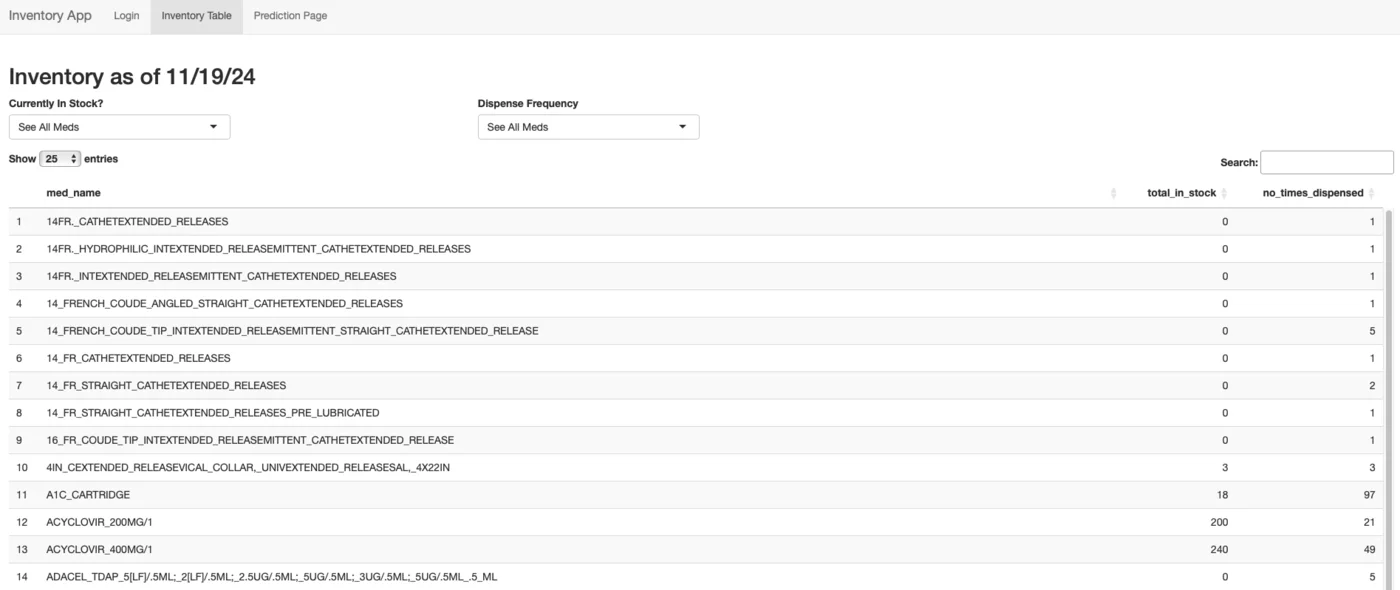 Inventory App Login Inventory Table Prediction Page
Inventory as of 11/19/24
Currently In Stock? Dispense Frequency
See All Meds See All Meds
Show 25 entries Search:
med_name total_in_stock no_times_dispensed
1 14FR._CATHETEXTENDED_RELEASES 0 1
2 14FR._HYDROPHILIC_INTEXTENDED_RELEASEMITTENT_CATHETEXTENDED_RELEASES 0 1
3 14FR._INTEXTENDED_RELEASEMITTENT_CATHETEXTENDED_RELEASES 0 1
4 14_FRENCH_COUDE_ANGLED_STRAIGHT_CATHETEXTENDED_RELEASES 0 1
5 14_FRENCH_COUDE_TIP_INTEXTENDED_RELEASEMITTENT_STRAIGHT_CATHETEXTENDED_RELEASE 0 5
6 14_FR_CATHETEXTENDED_RELEASES 0 1
7 14_FR_STRAIGHT_CATHETEXTENDED_RELEASES 0 2
8 14_FR_STRAIGHT_CATHETEXTENDED_RELEASES_PRE_LUBRICATED 0 1
9 16_FR_COUDE_TIP_INTEXTENDED_RELEASEMITTENT_CATHETEXTENDED_RELEASE 0 1
10 4IN_CEXTENDED_RELEASEVICAL_COLLAR,_UNIVEXTENDED_RELEASESAL,_4X22IN 3 3
11 A1C_CARTRIDGE 18 97
12 ACYCLOVIR_200MG/1 200 21
13 ACYCLOVIR_400MG/1 240 49
14 ADACEL_TDAP_5[LF]/.5ML;_2[LF]/.5ML;_2.5UG/.5ML;_5UG/.5ML;_3UG/.5ML;_5UG/.5ML_.5_ML 0 5